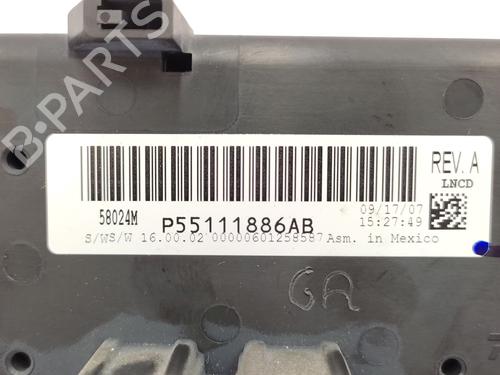 B-PARTS
REV. A
LNCD
58024M
P55111886AB
09/17/07
15:27:49
S/WS/W 16.00.02 00000601258587 Asm. in Mexico
GA